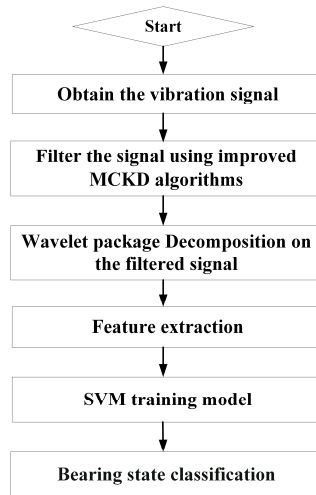 Start
Obtain the vibration signal
Filter the signal using improved
MCKD algorithms
Wavelet package Decomposition on
the filtered signal
Feature extraction
SVM training model
Bearing state classification